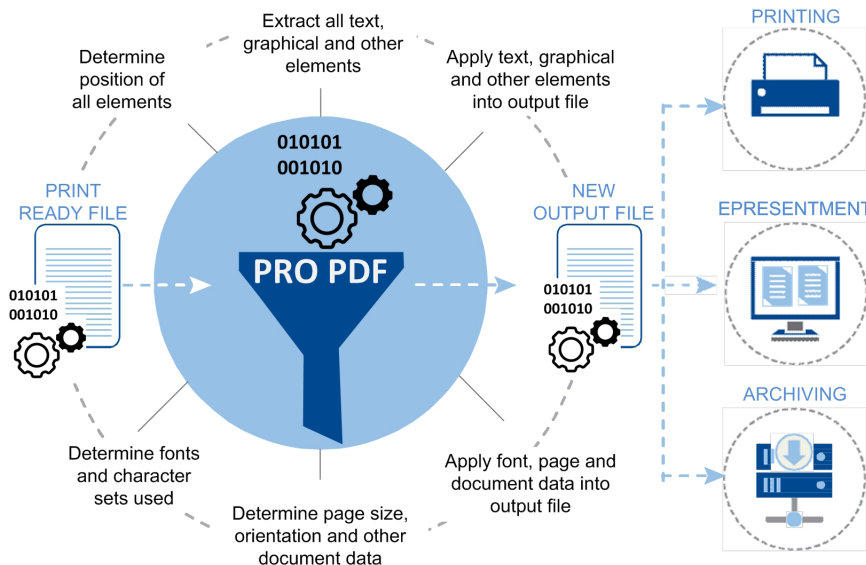 Extract all text,
graphical and other
elements
Determine
position of
all elements
Apply text, graphical
and other elements
into output file
PRINTING
010101
001010
PRINT
READY FILE
NEW
OUTPUT FILE
EPRESENTMENT
PRO PDF
010101
001010
010101
001010
ARCHIVING
Determine fonts
and character
sets used
Determine page size,
orientation and other
document data
Apply font, page and
document data into
output file